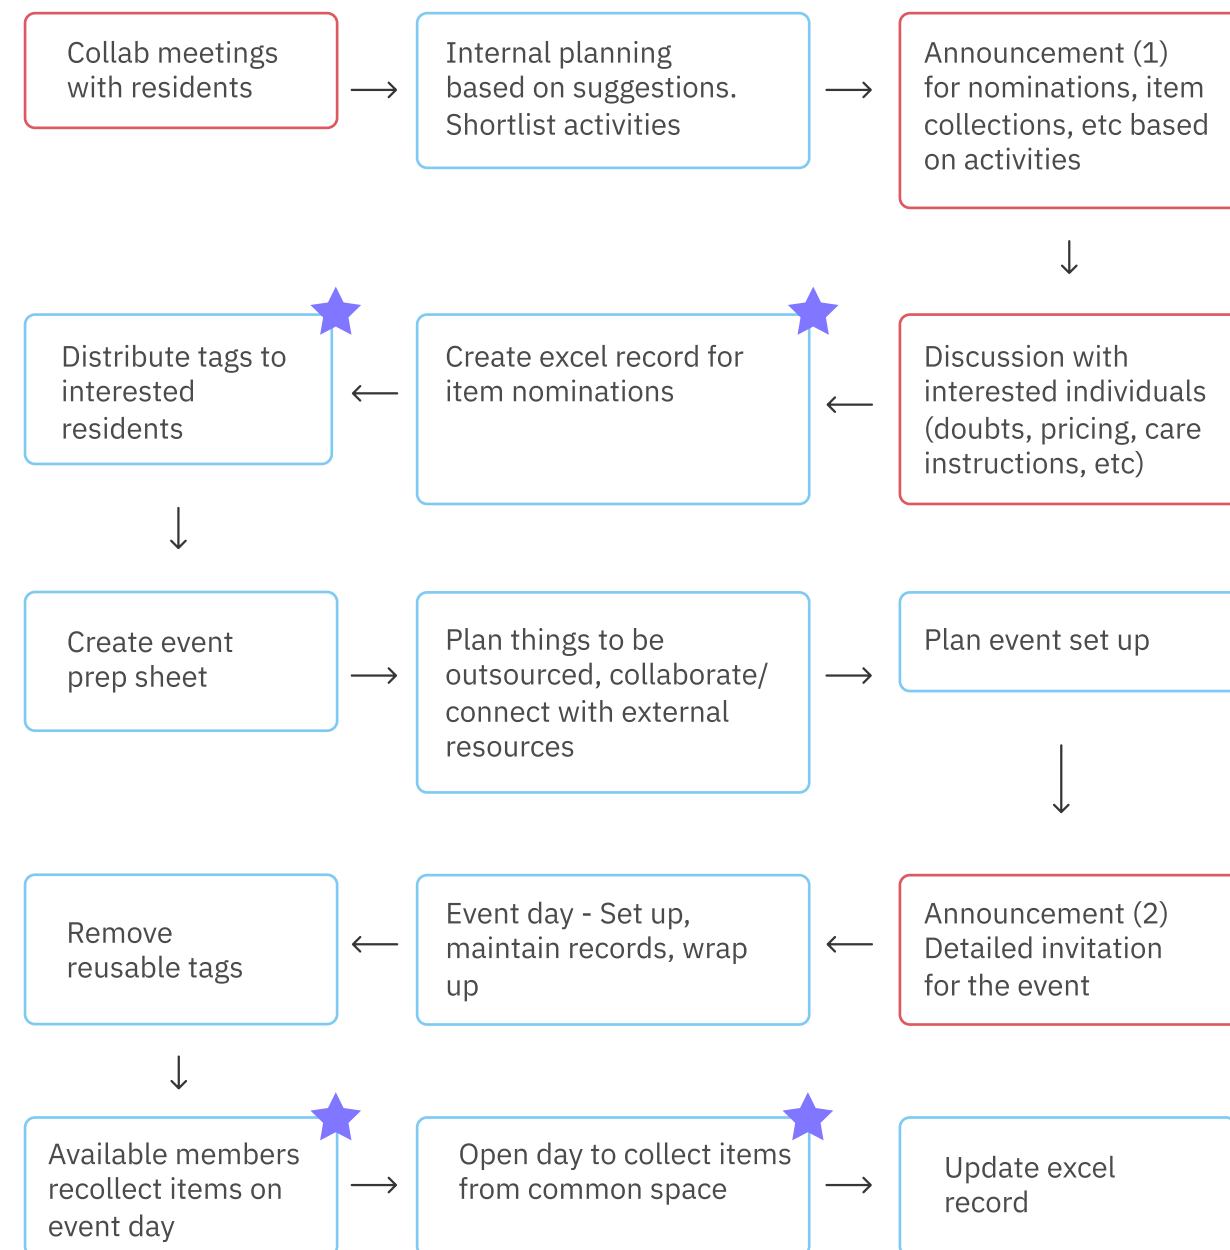 Collab meetings
with residents
Internal planning
based on suggestions.
Shortlist activities
Announcement (1)
for nominations, item
collections, etc based
on activities
Discussion with
interested individuals
(doubts, pricing, care
instructions, etc)
Create excel record for
item nominations
Distribute tags to
interested
residents
Create event
prep sheet
Plan things to be
outsourced, collaborate/
connect with external
resources
Plan event set up
Announcement (2)
Detailed invitation
for the event
Event day - Set up,
maintain records, wrap
up
Remove
reusable tags
Available members
recollect items on
event day
Open day to collect items
from common space
Update excel
record